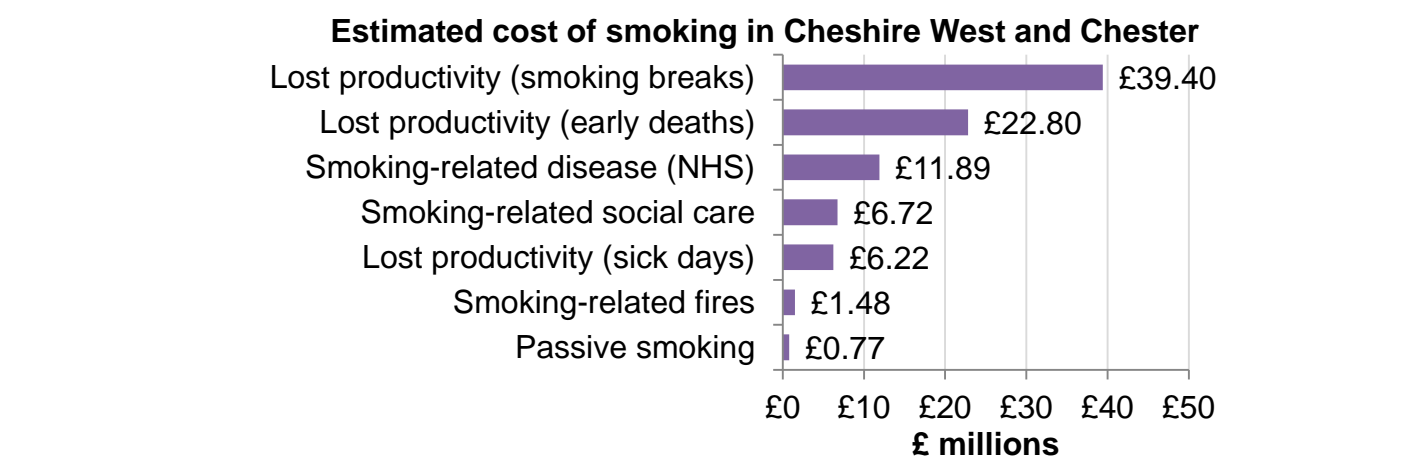 Estimated cost of smoking in Cheshire West and Chester
Lost productivity (smoking breaks) £39.40
Lost productivity (early deaths) £22.80
Smoking-related disease (NHS) £11.89
Smoking-related social care £6.72
Lost productivity (sick days) £6.22
Smoking-related fires £1.48
Passive smoking £0.77
£0 £10 £20 £30 £40 £50
£ millions